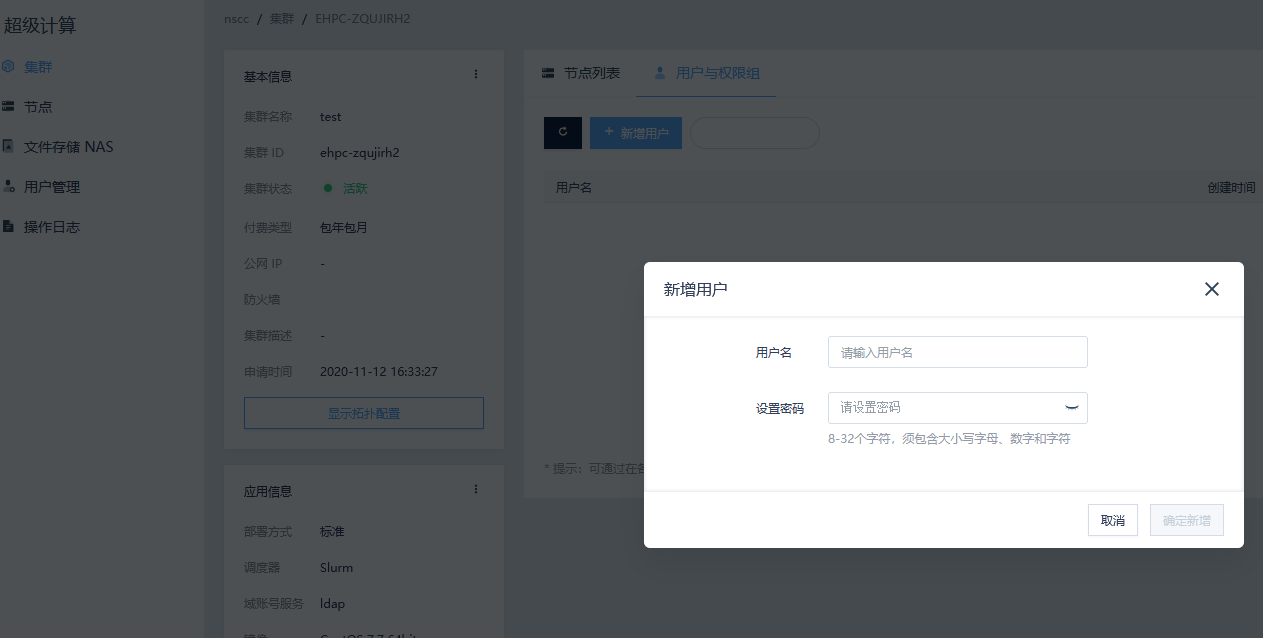 超级计算
集群
节点
文件存储 NAS
用户管理
操作日志
nscc / 集群 / EHPC-ZQUJIRH2
基本信息
集群名称 test
集群 ID ehpc-zqujirh2
集群状态 活跃
付费类型 包年包月
公网 IP -
防火墙
集群描述 -
申请时间 2020-11-12 16:33:27
显示拓扑配置
应用信息
部署方式 标准
调度器 Slurm
域账号服务 ldap
节点列表 用户与权限组
+ 新增用户
用户名 创建时间
* 提示：可通过在
新增用户
用户名 请输入用户名
设置密码 请设置密码
8-32个字符，须包含大小写字母、数字和字符
取消 确定新增